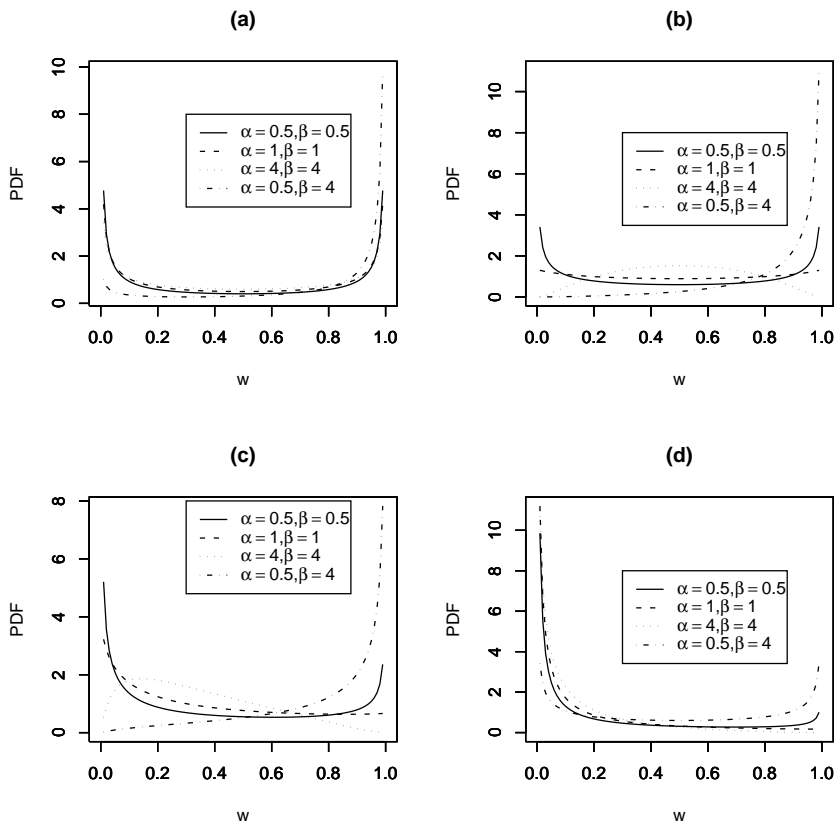 (a)
PDF
0 2 4 6 8 10
α = 0.5,β = 0.5
α = 1,β = 1
α = 4,β = 4
α = 0.5,β = 4
0.0 0.2 0.4 0.6 0.8 1.0
w
(b)
PDF
0 2 4 6 8 10
α = 0.5,β = 0.5
α = 1,β = 1
α = 4,β = 4
α = 0.5,β = 4
0.0 0.2 0.4 0.6 0.8 1.0
w
(c)
PDF
0 2 4 6 8
α = 0.5,β = 0.5
α = 1,β = 1
α = 4,β = 4
α = 0.5,β = 4
0.0 0.2 0.4 0.6 0.8 1.0
w
(d)
PDF
0 2 4 6 8 10
α = 0.5,β = 0.5
α = 1,β = 1
α = 4,β = 4
α = 0.5,β = 4
0.0 0.2 0.4 0.6 0.8 1.0
w